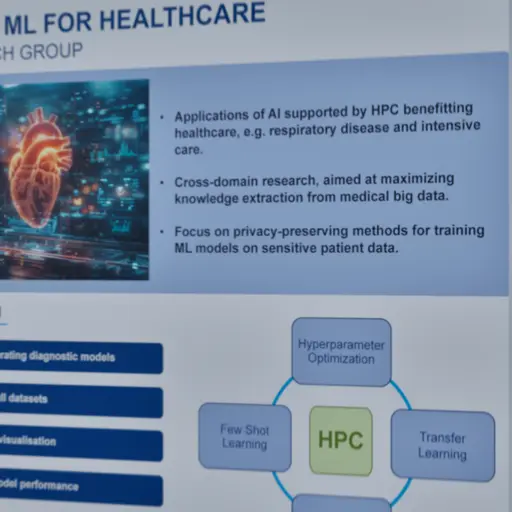 ML FOR HEALTHCARE
CH GROUP
• Applications of AI supported by HPC benefitting
healthcare, e.g. respiratory disease and intensive
care.
• Cross-domain research, aimed at maximizing
knowledge extraction from medical big data.
• Focus on privacy-preserving methods for training
ML models on sensitive patient data.
rating diagnostic models
ll datasets
visualisation
odel performance
Hyperparameter
Optimization
Few Shot
Learning
HPC
Transfer
Learning